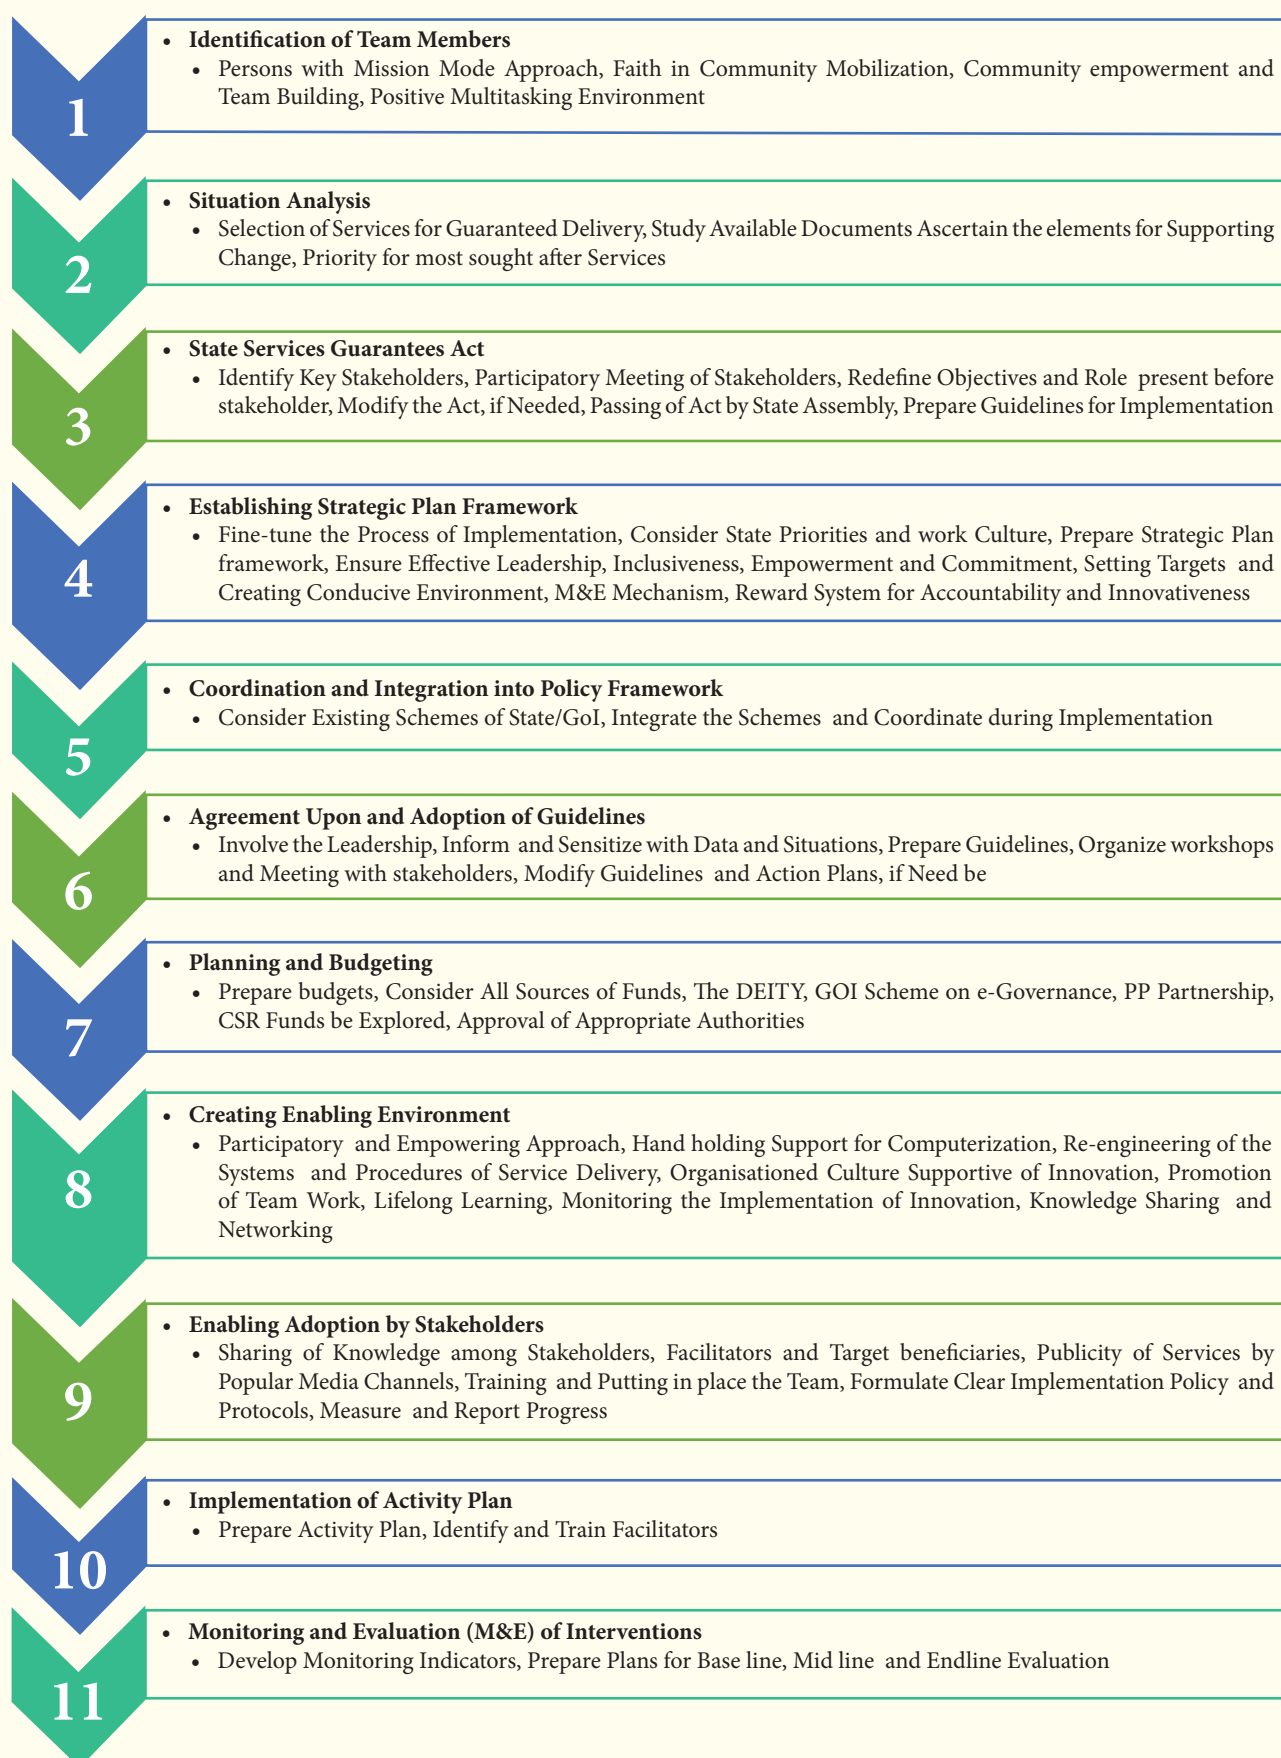 1
• Identification of Team Members
• Persons with Mission Mode Approach, Faith in Community Mobilization, Community empowerment and
Team Building, Positive Multitasking Environment
2
• Situation Analysis
• Selection of Services for Guaranteed Delivery, Study Available Documents Ascertain the elements for Supporting
Change, Priority for most sought after Services
3
• State Services Guarantees Act
• Identify Key Stakeholders, Participatory Meeting of Stakeholders, Redefine Objectives and Role present before
stakeholder, Modify the Act, if Needed, Passing of Act by State Assembly, Prepare Guidelines for Implementation
4
• Establishing Strategic Plan Framework
• Fine-tune the Process of Implementation, Consider State Priorities and work Culture, Prepare Strategic Plan
framework, Ensure Effective Leadership, Inclusiveness, Empowerment and Commitment, Setting Targets and
Creating Conducive Environment, M&E Mechanism, Reward System for Accountability and Innovativeness
5
• Coordination and Integration into Policy Framework
• Consider Existing Schemes of State/GoI, Integrate the Schemes and Coordinate during Implementation
6
• Agreement Upon and Adoption of Guidelines
• Involve the Leadership, Inform and Sensitize with Data and Situations, Prepare Guidelines, Organize workshops
and Meeting with stakeholders, Modify Guidelines and Action Plans, if Need be
7
• Planning and Budgeting
• Prepare budgets, Consider All Sources of Funds, The DEITY, GOI Scheme on e-Governance, PP Partnership,
CSR Funds be Explored, Approval of Appropriate Authorities
8
• Creating Enabling Environment
• Participatory and Empowering Approach, Hand holding Support for Computerization, Re-engineering of the
Systems and Procedures of Service Delivery, Organisationed Culture Supportive of Innovation, Promotion
of Team Work, Lifelong Learning, Monitoring the Implementation of Innovation, Knowledge Sharing and
Networking
9
• Enabling Adoption by Stakeholders
• Sharing of Knowledge among Stakeholders, Facilitators and Target beneficiaries, Publicity of Services by
Popular Media Channels, Training and Putting in place the Team, Formulate Clear Implementation Policy and
Protocols, Measure and Report Progress
10
• Implementation of Activity Plan
• Prepare Activity Plan, Identify and Train Facilitators
11
• Monitoring and Evaluation (M&E) of Interventions
• Develop Monitoring Indicators, Prepare Plans for Base line, Mid line and Endline Evaluation